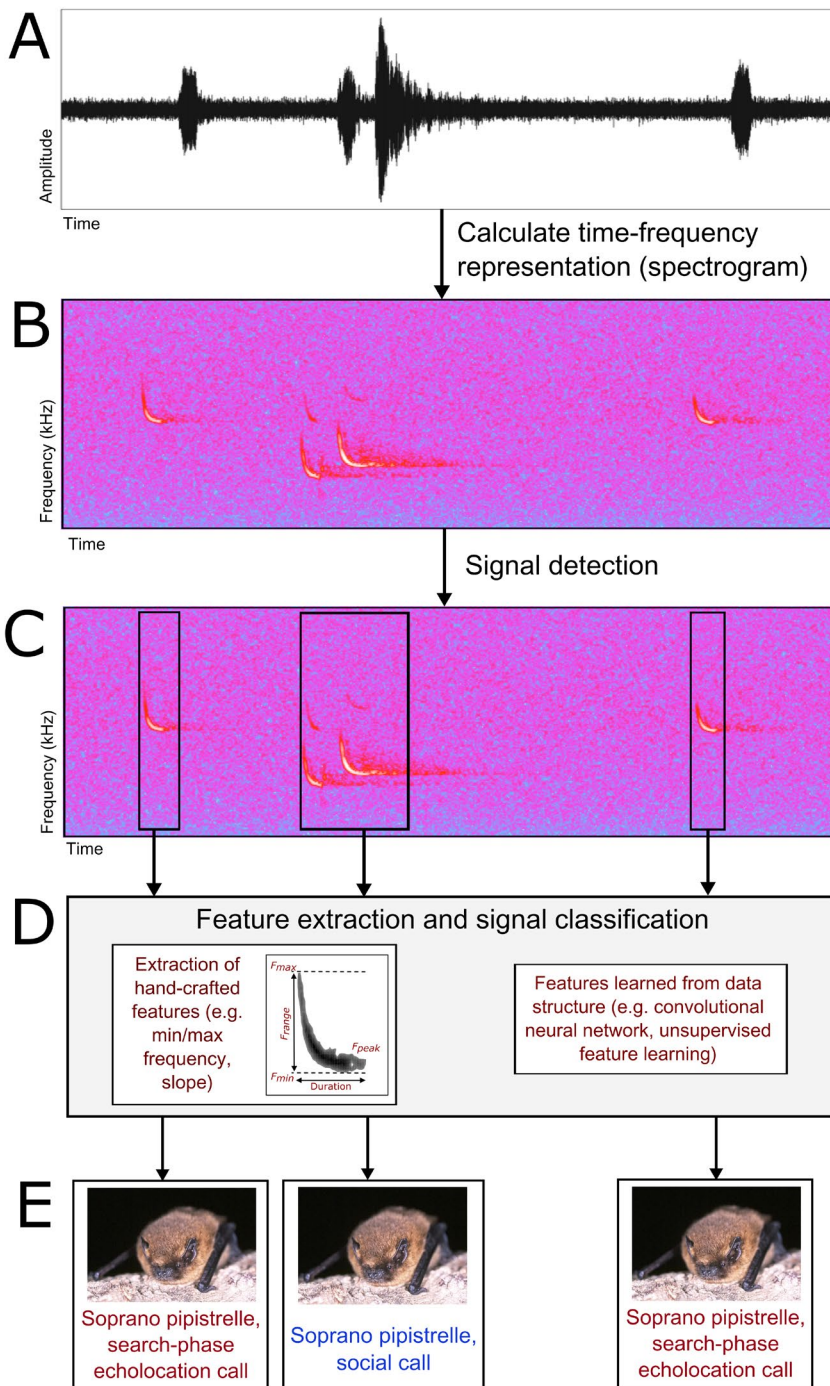 A
Amplitude
Time
Calculate time-frequency
representation (spectrogram)
B
Frequency (kHz)
Time
Signal detection
C
Frequency (kHz)
Time
D
Feature extraction and signal classification
Extraction of
hand-crafted
features (e.g.
min/max
frequency,
slope)
Fmax
Frange
Fpeak
Fmin
Duration
Features learned from data
structure (e.g. convolutional
neural network, unsupervised
feature learning)
E
Soprano pipistrelle,
search-phase
echolocation call
Soprano pipistrelle,
social call
Soprano pipistrelle,
search-phase
echolocation call